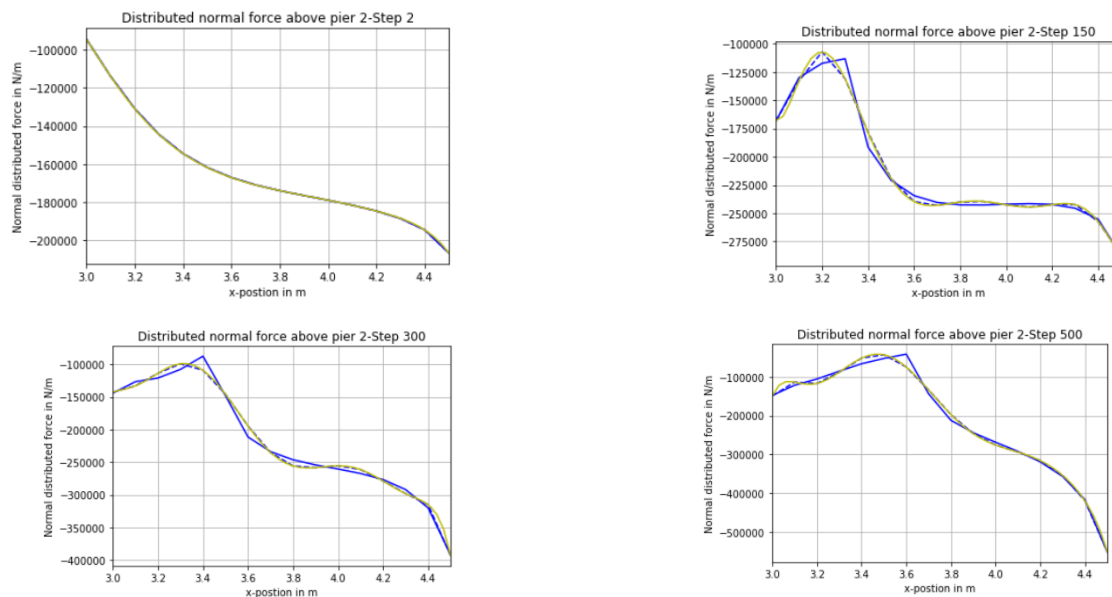 Distributed normal force above pier 2-Step 2
Normal distributed force in N/m
−100000
−120000
−140000
−160000
−180000
−200000
3.0 3.2 3.4 3.6 3.8 4.0 4.2 4.4
x-postion in m
Distributed normal force above pier 2-Step 150
Normal distributed force in N/m
−100000
−125000
−150000
−175000
−200000
−225000
−250000
−275000
3.0 3.2 3.4 3.6 3.8 4.0 4.2 4.4
x-postion in m
Distributed normal force above pier 2-Step 300
Normal distributed force in N/m
−100000
−150000
−200000
−250000
−300000
−350000
−400000
3.0 3.2 3.4 3.6 3.8 4.0 4.2 4.4
x-postion in m
Distributed normal force above pier 2-Step 500
Normal distributed force in N/m
−100000
−200000
−300000
−400000
−500000
3.0 3.2 3.4 3.6 3.8 4.0 4.2 4.4
x-postion in m